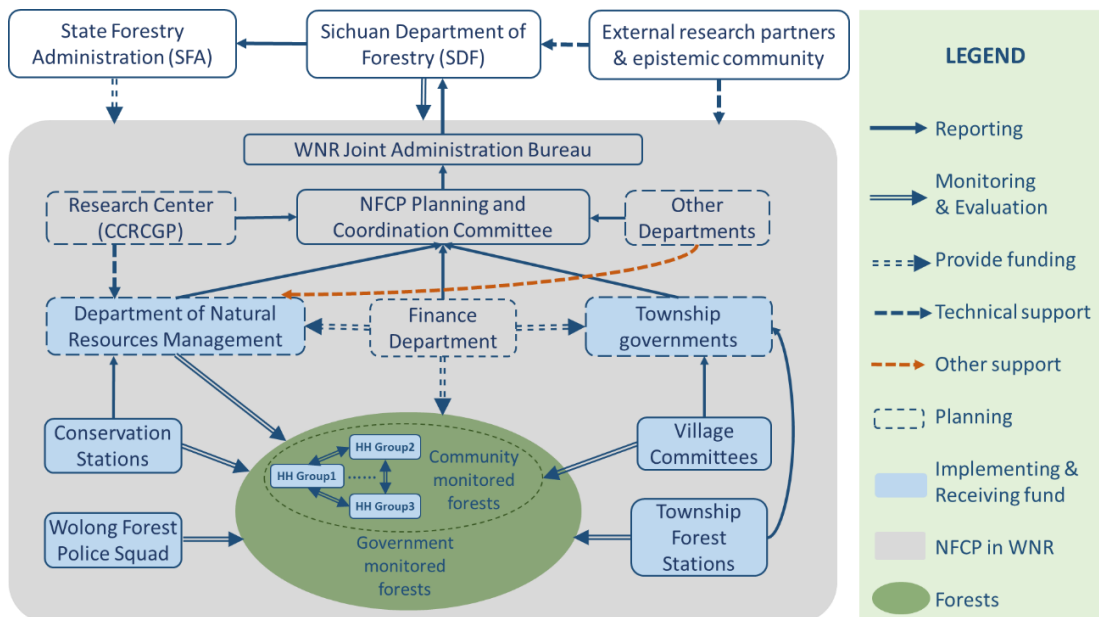 State Forestry
Administration (SFA)
Sichuan Department of
Forestry (SDF)
External research partners
& epistemic community
WNR Joint Administration Bureau
Research Center
(CCRCGP)
NFCP Planning and
Coordination Committee
Other
Departments
Department of Natural
Resources Management
Finance
Department
Township
governments
Conservation
Stations
HH Group2
HH Group1
......
HH Group3
Community
monitored
forests
Village
Committees
Wolong Forest
Police Squad
Government
monitored
forests
Township
Forest
Stations
LEGEND
Reporting
Monitoring
& Evaluation
Provide funding
Technical support
Other support
Planning
Implementing &
Receiving fund
NFCP in WNR
Forests